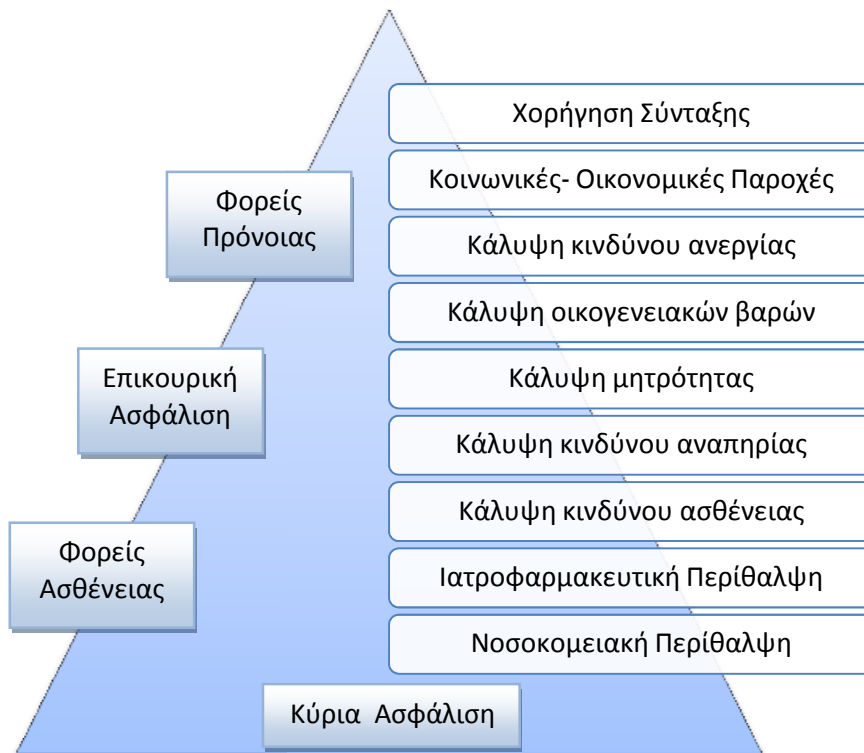 Χορήγηση Σύνταξης
Κοινωνικές- Οικονομικές Παροχές
Φορείς
Πρόνοιας
Κάλυψη κινδύνου ανεργίας
Κάλυψη οικογενειακών βαρών
Επικουρική
Ασφάλιση
Κάλυψη μητρότητας
Κάλυψη κινδύνου αναπηρίας
Κάλυψη κινδύνου ασθένειας
Φορείς
Ασθένειας
Ιατροφαρμακευτική Περίθαλψη
Νοσοκομειακή Περίθαλψη
Κύρια Ασφάλιση